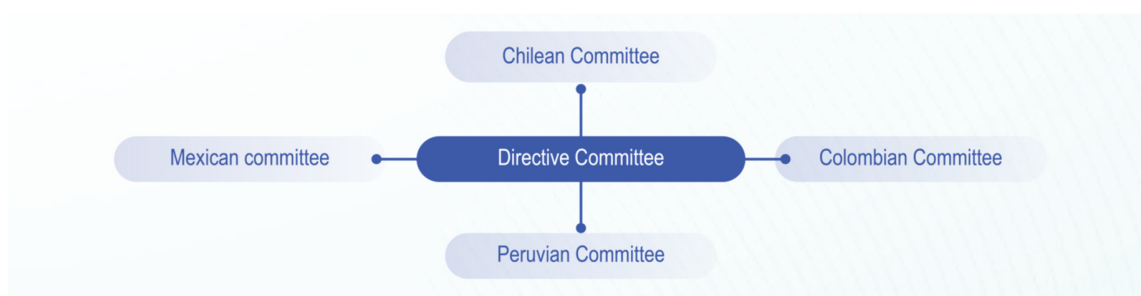 Chilean Committee
Mexican committee
Directive Committee
Colombian Committee
Peruvian Committee